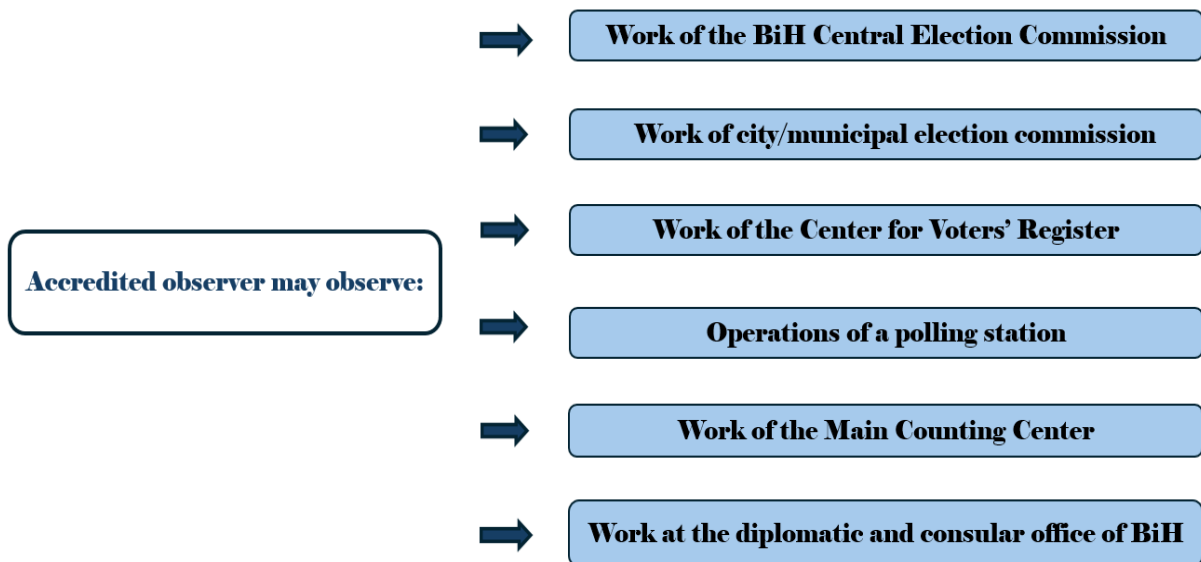 Work of the BiH Central Election Commission
Work of city/municipal election commission
Work of the Center for Voters’ Register
Accredited observer may observe:
Operations of a polling station
Work of the Main Counting Center
Work at the diplomatic and consular office of BiH